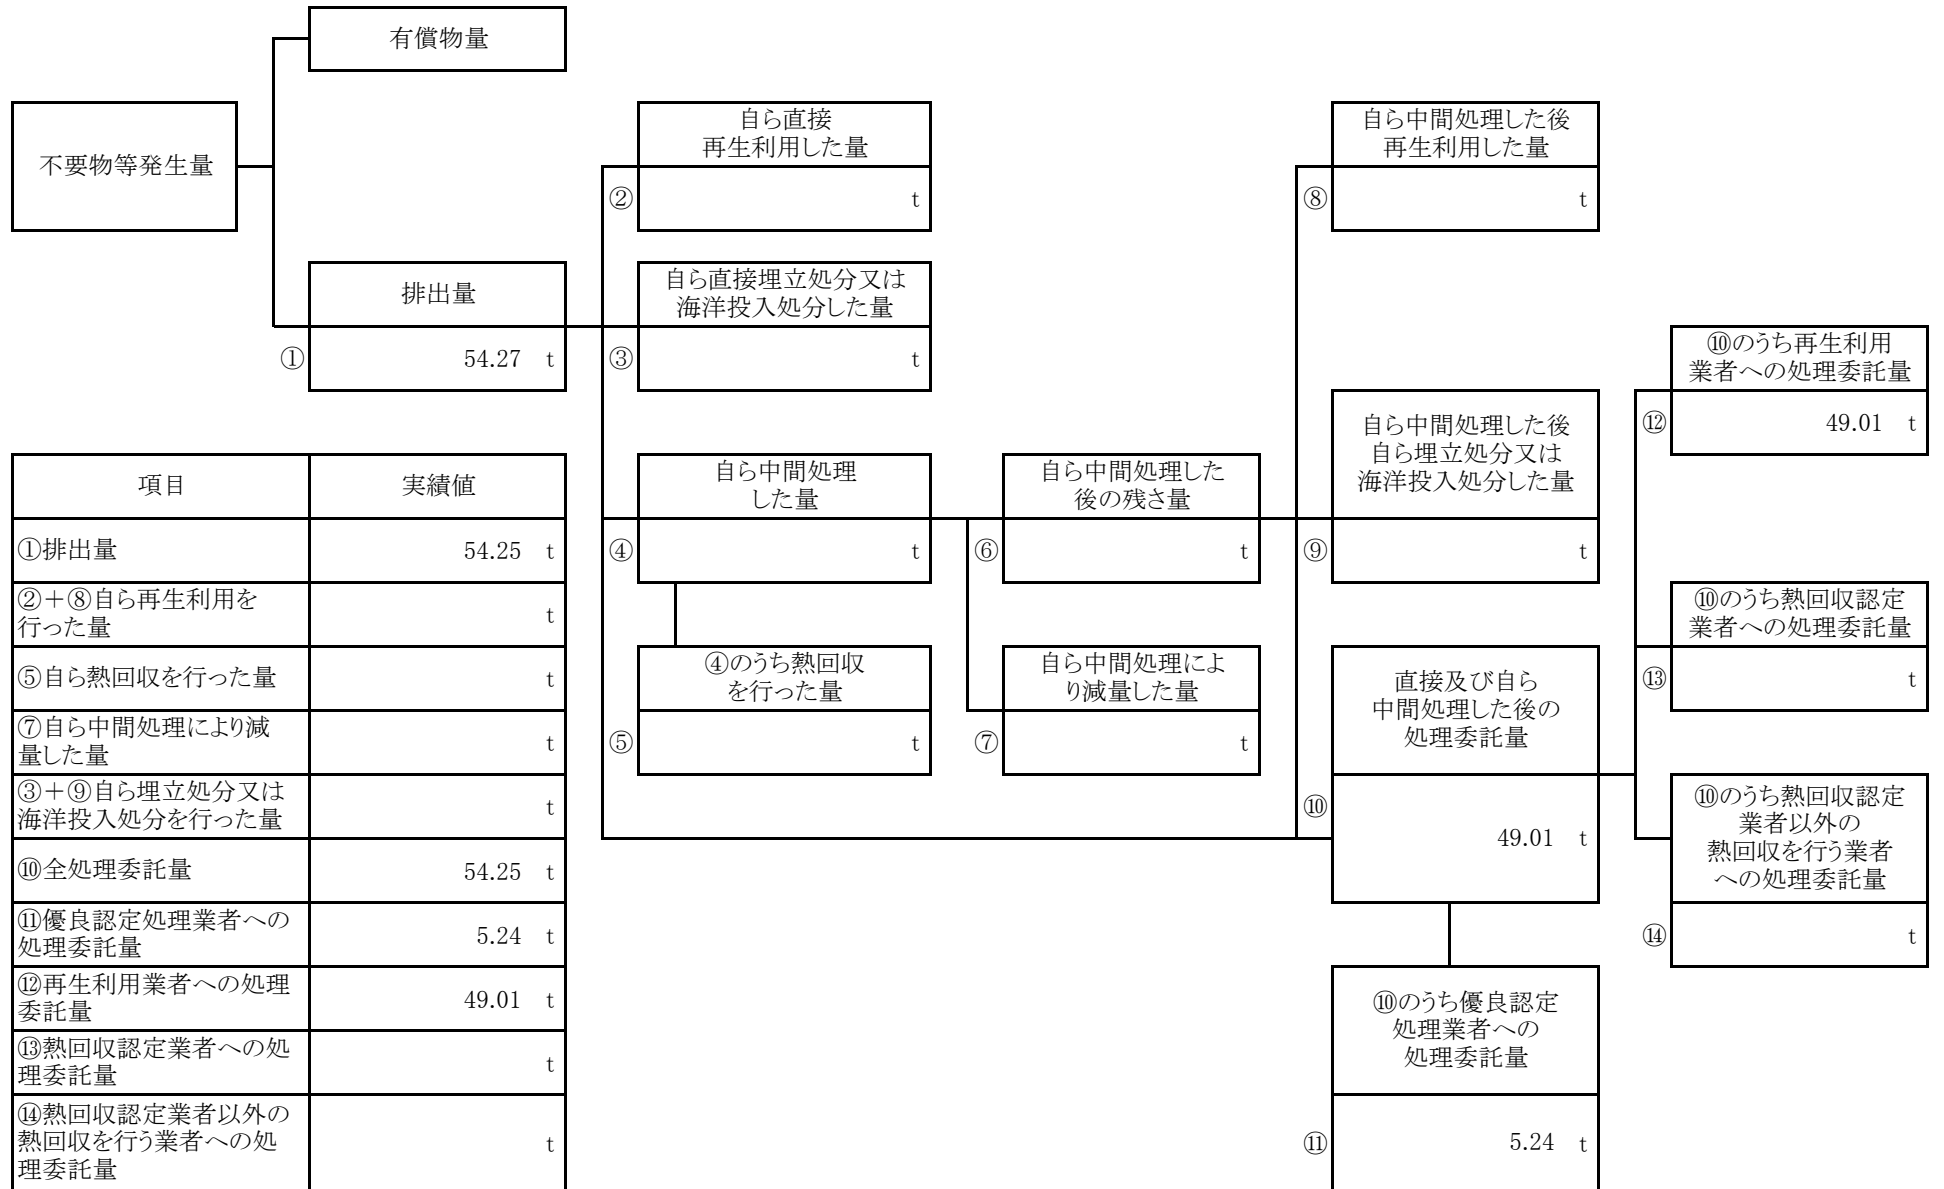 有償物量
不要物等発生量
排出量
①
54.27 t
自ら直接
再生利用した量
②
t
自ら直接埋立処分又は
海洋投入処分した量
③
t
自ら中間処理
した量
④
t
④のうち熱回収
を行った量
⑤
t
自ら中間処理した
後の残さ量
⑥
t
自ら中間処理によ
り減量した量
⑦
t
自ら中間処理した後
再生利用した量
⑧
t
自ら中間処理した後
自ら埋立処分又は
海洋投入処分した量
⑨
t
直接及び自ら
中間処理した後の
処理委託量
⑩
49.01 t
⑩のうち優良認定
処理業者への
処理委託量
⑪
5.24 t
⑩のうち再生利用
業者への処理委託量
⑫
49.01 t
⑩のうち熱回収認定
業者への処理委託量
⑬
t
⑩のうち熱回収認定
業者以外の
熱回収を行う業者
への処理委託量
⑭
t
項目 実績値
①排出量 54.25 t
②＋⑧自ら再生利用を
行った量 t
⑤自ら熱回収を行った量 t
⑦自ら中間処理により減
量した量 t
③＋⑨自ら埋立処分又は
海洋投入処分を行った量 t
⑩全処理委託量 54.25 t
⑪優良認定処理業者への
処理委託量 5.24 t
⑫再生利用業者への処理
委託量 49.01 t
⑬熱回収認定業者への処
理委託量 t
⑭熱回収認定業者以外の
熱回収を行う業者への処
理委託量 t